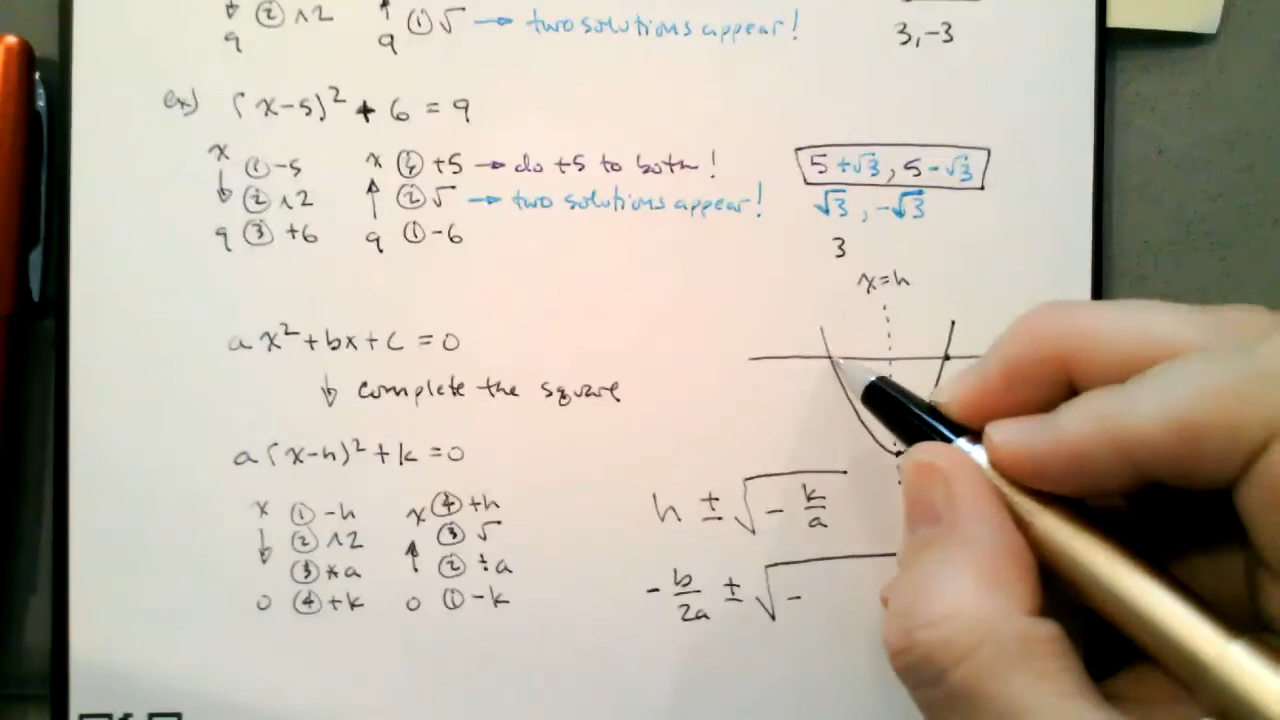 ② ^2 ① √ → two solutions appear!
9 9 3, -3
ex) (x-5)² + 6 = 9
x ① -5 x ③ +5 → do +5 to both! 5+√3, 5-√3
② ^2 ② √ → two solutions appear! √3, -√3
9 ③ +6 9 ① -6 3
x=h
ax²+bx+c=0
↓ complete the square
a(x-h)²+k=0
x ① -h x ④ +h h ± √(-k/a)
② ^2 ③ √
③ *a ② ÷a -b/2a ± √-
0 ④ +k 0 ① -k